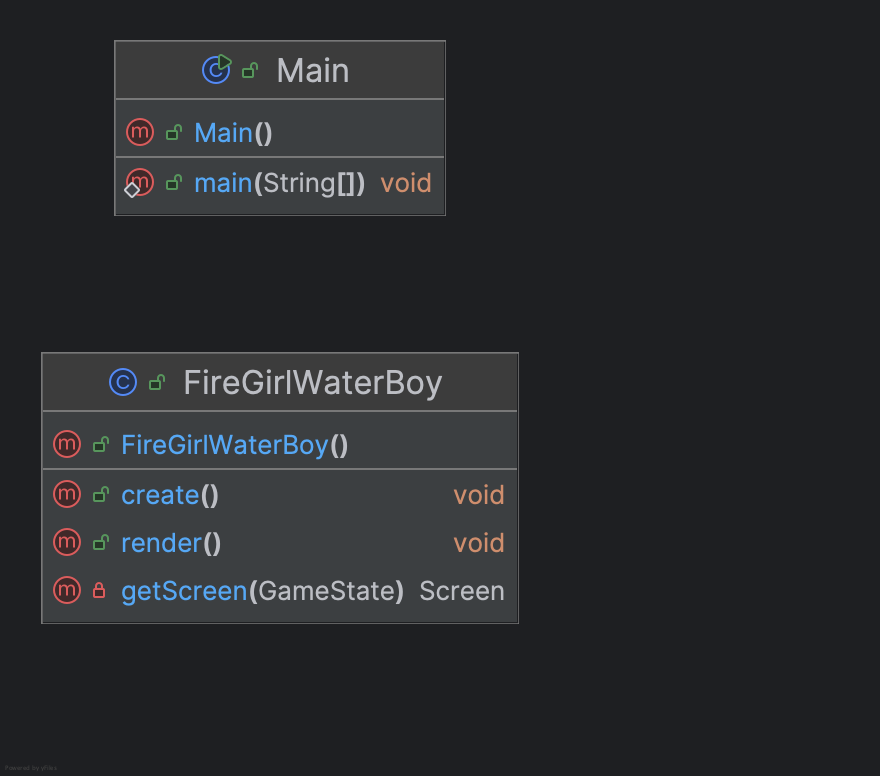 Main
Main()
main(String[]) void
FireGirlWaterBoy
FireGirlWaterBoy()
create() void
render() void
getScreen(GameState) Screen
Powered by yFiles